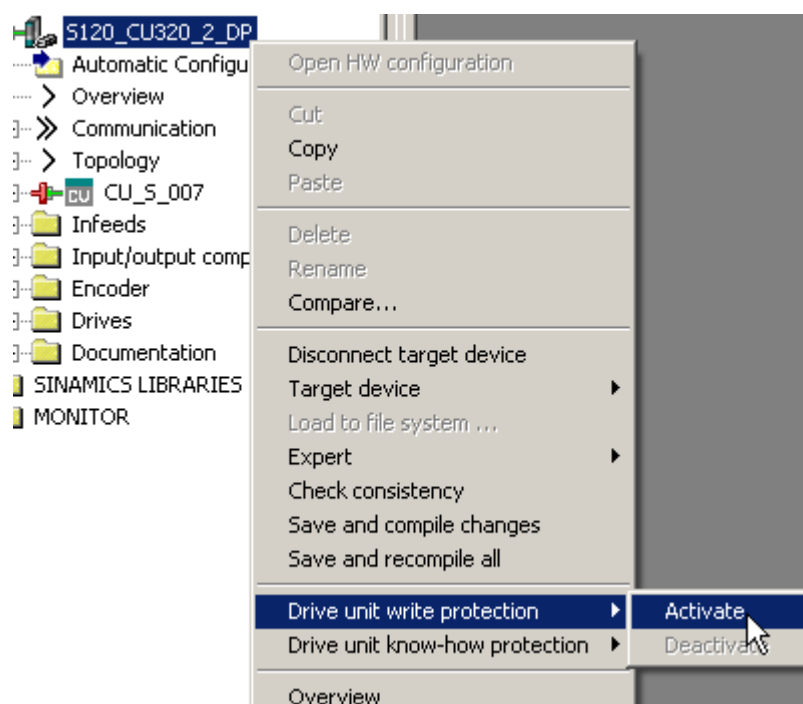 S120_CU320_2_DP
Automatic Configu
Overview
Communication
Topology
CU CU_S_007
Infeeds
Input/output comp
Encoder
Drives
Documentation
SINAMICS LIBRARIES
MONITOR
Open HW configuration
Cut
Copy
Paste
Delete
Rename
Compare...
Disconnect target device
Target device
Load to file system ...
Expert
Check consistency
Save and compile changes
Save and recompile all
Drive unit write protection
Drive unit know-how protection
Overview
Activate
Deactivate